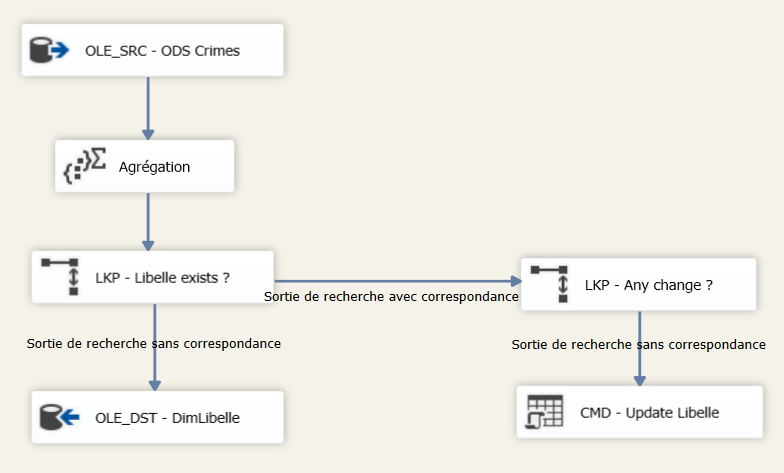 OLE_SRC - ODS Crimes
Agrégation
LKP - Libelle exists ?
Sortie de recherche avec correspondance
LKP - Any change ?
Sortie de recherche sans correspondance
Sortie de recherche sans correspondance
OLE_DST - DimLibelle
CMD - Update Libelle